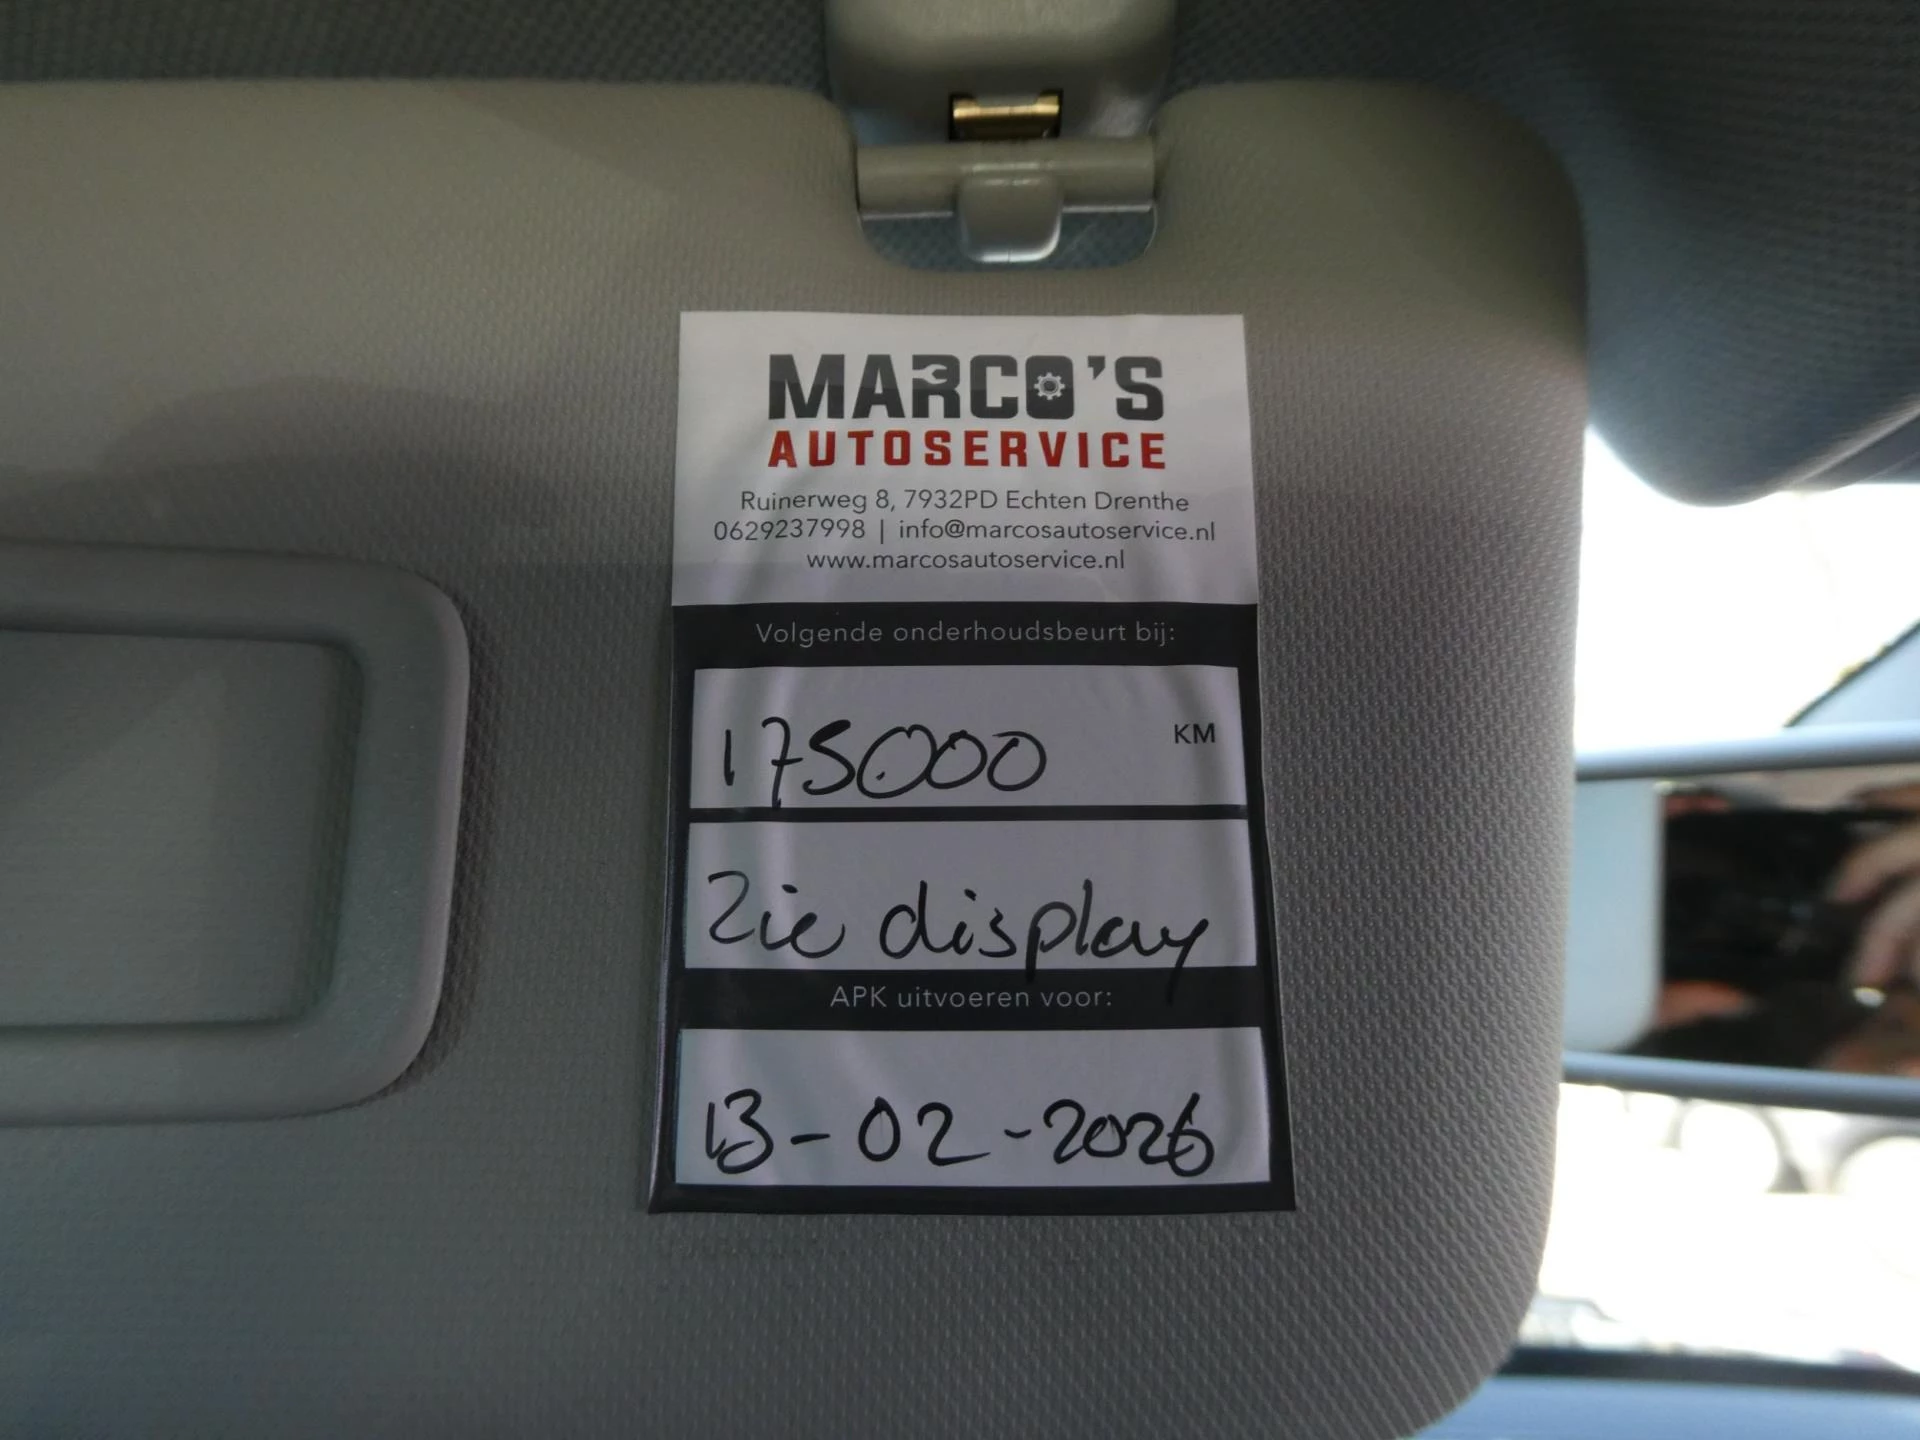 MARCO'S
AUTOSERVICE
Ruinerweg 8, 7932PD Echten Drenthe
0629237998 | info@marcosautoservice.nl
www.marcosautoservice.nl
Volgende onderhoudsbeurt bij:
175000 KM
Zie display
APK uitvoeren voor:
13-02-2026